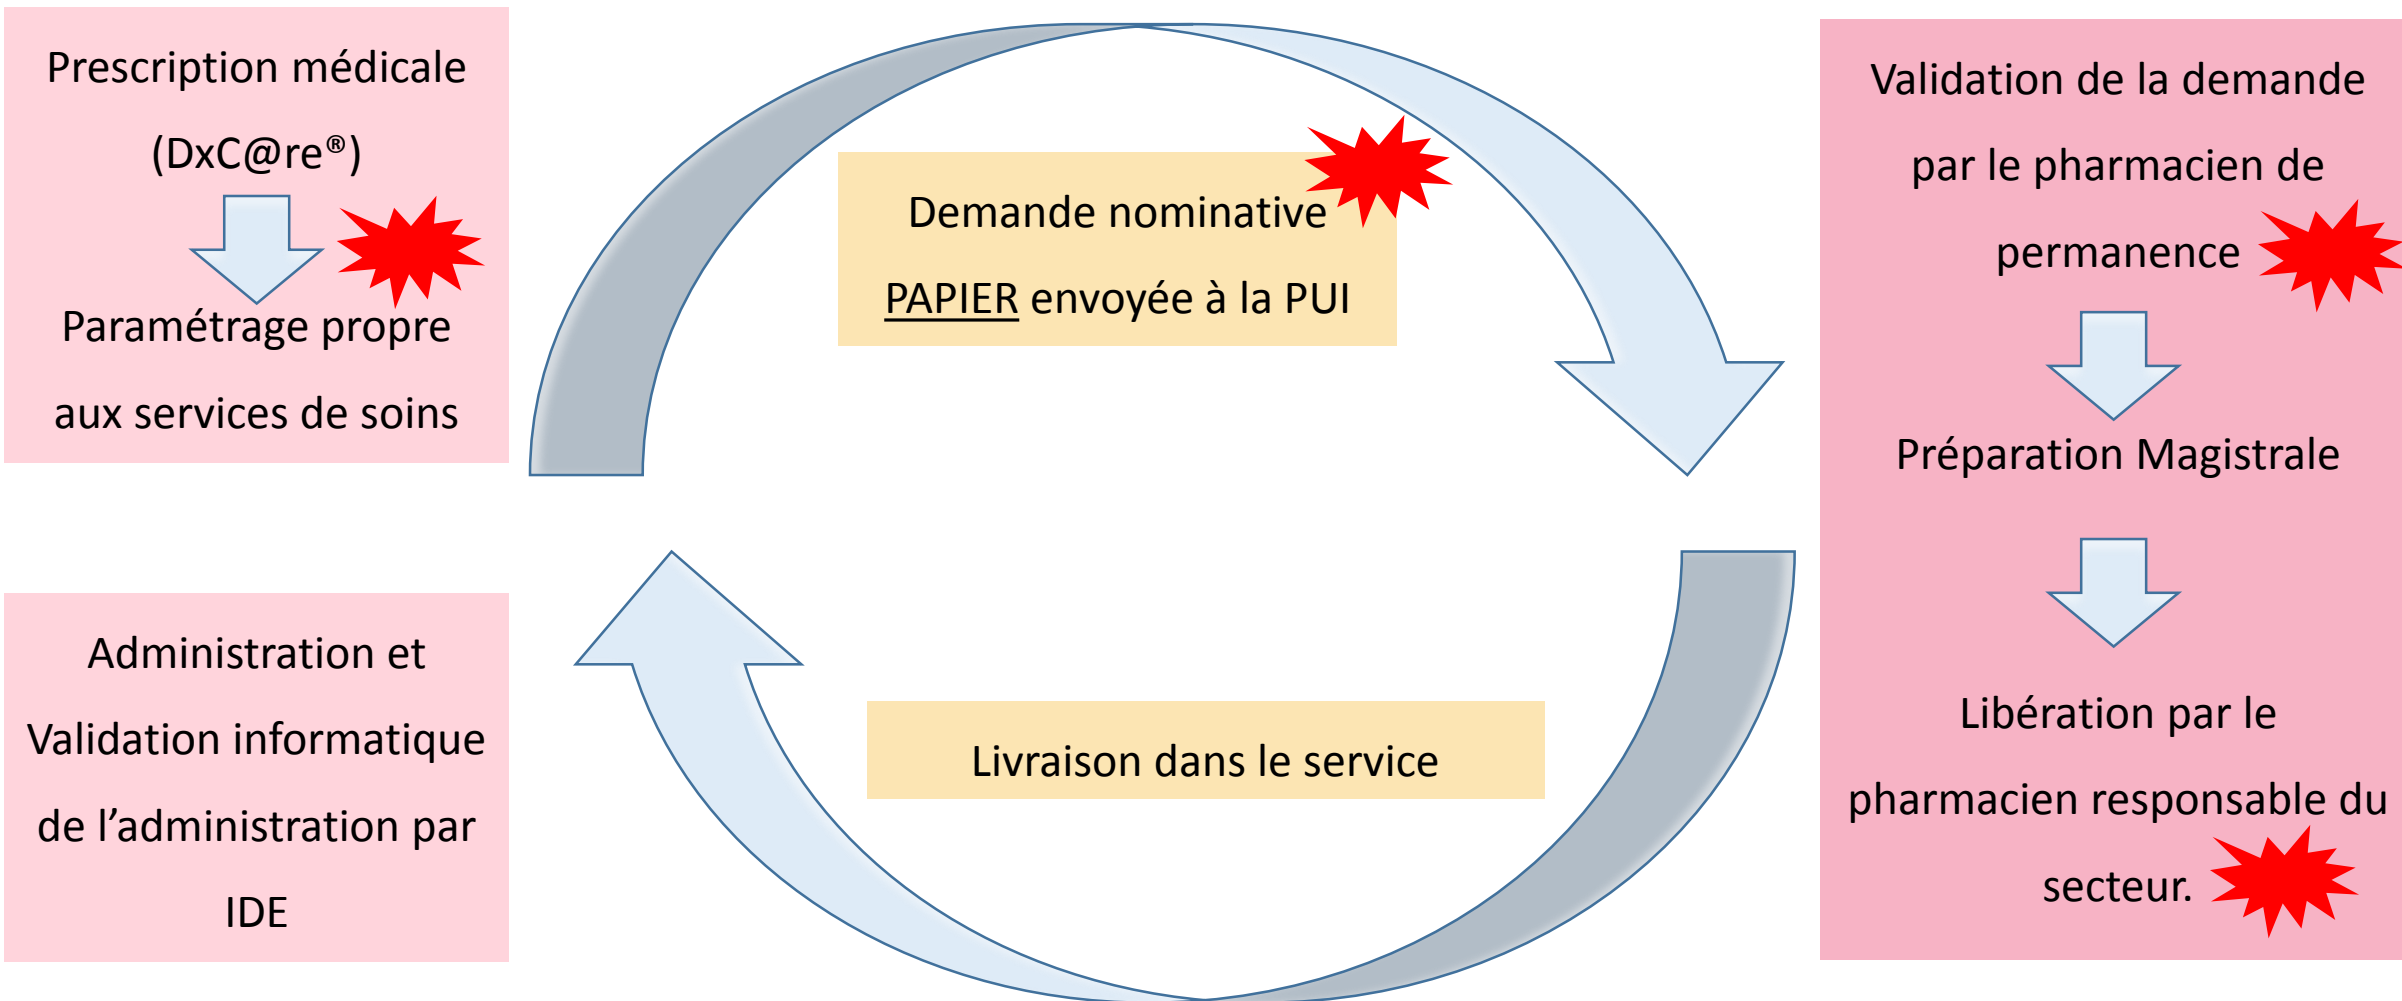 Prescription médicale
(DxC@re®)
Paramétrage propre
aux services de soins
Demande nominative
PAPIER envoyée à la PUI
Validation de la demande
par le pharmacien de
permanence
Préparation Magistrale
Libération par le
pharmacien responsable du
secteur.
Livraison dans le service
Administration et
Validation informatique
de l’administration par
IDE